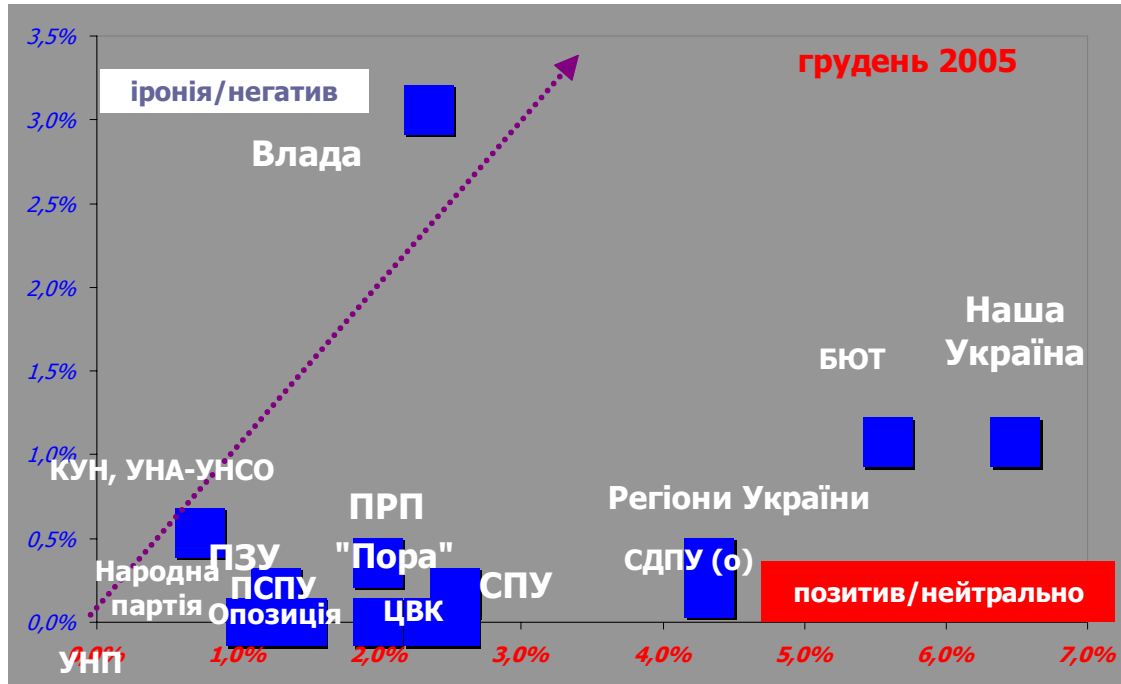 3,5%
грудень 2005
іронія/негатив
3,0%
Влада
2,5%
2,0%
Наша
Україна
1,5%
БЮТ
1,0%
КУН, УНА-УНСО
Регіони України
ПРП
0,5%
ПЗУ
"Пора"
СДПУ (о)
Народна
партія
ПСПУ
СПУ
Опозиція
ЦВК
позитив/нейтрально
0,0%
УНП
0,0%
1,0%
2,0%
3,0%
4,0%
5,0%
6,0%
7,0%